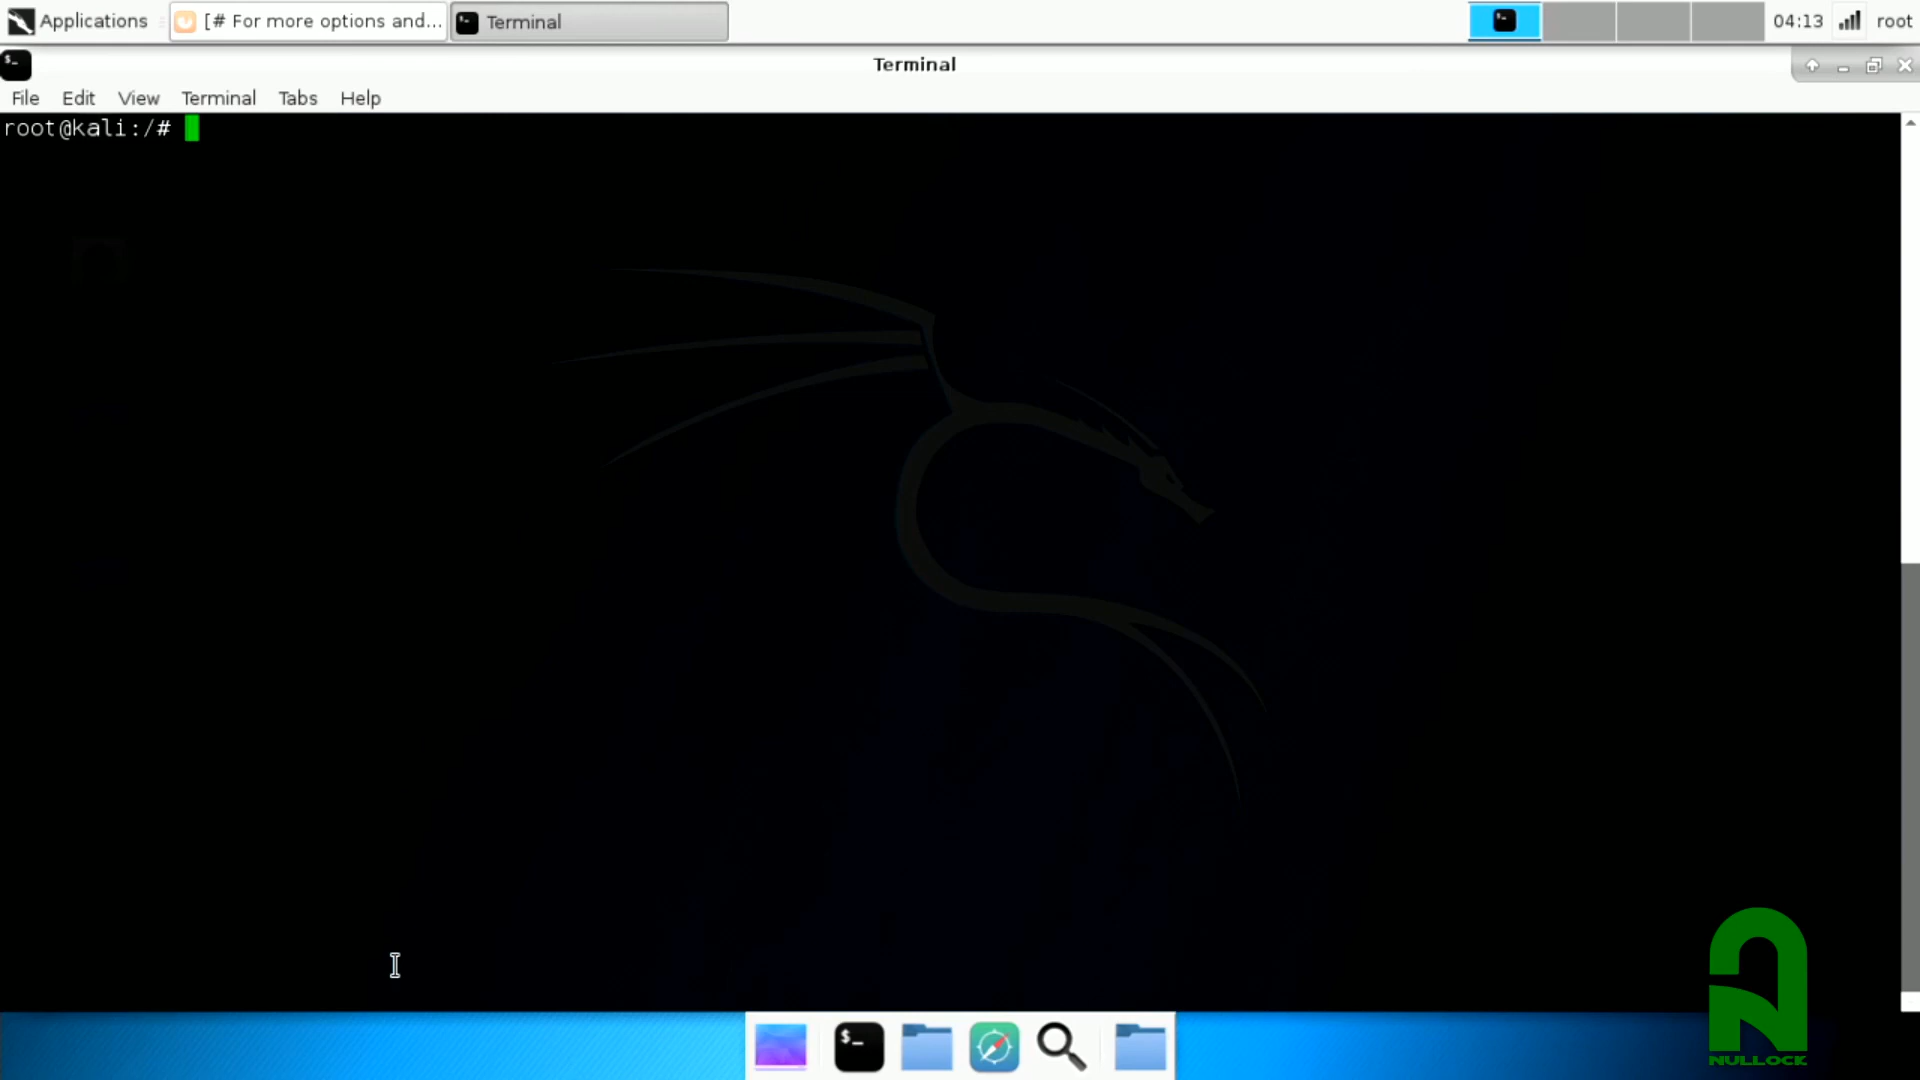 Applications
[# For more options and...
Terminal
04:13
root
Terminal
File Edit View Terminal Tabs Help
root@kali:/#
$_
NULLOCK